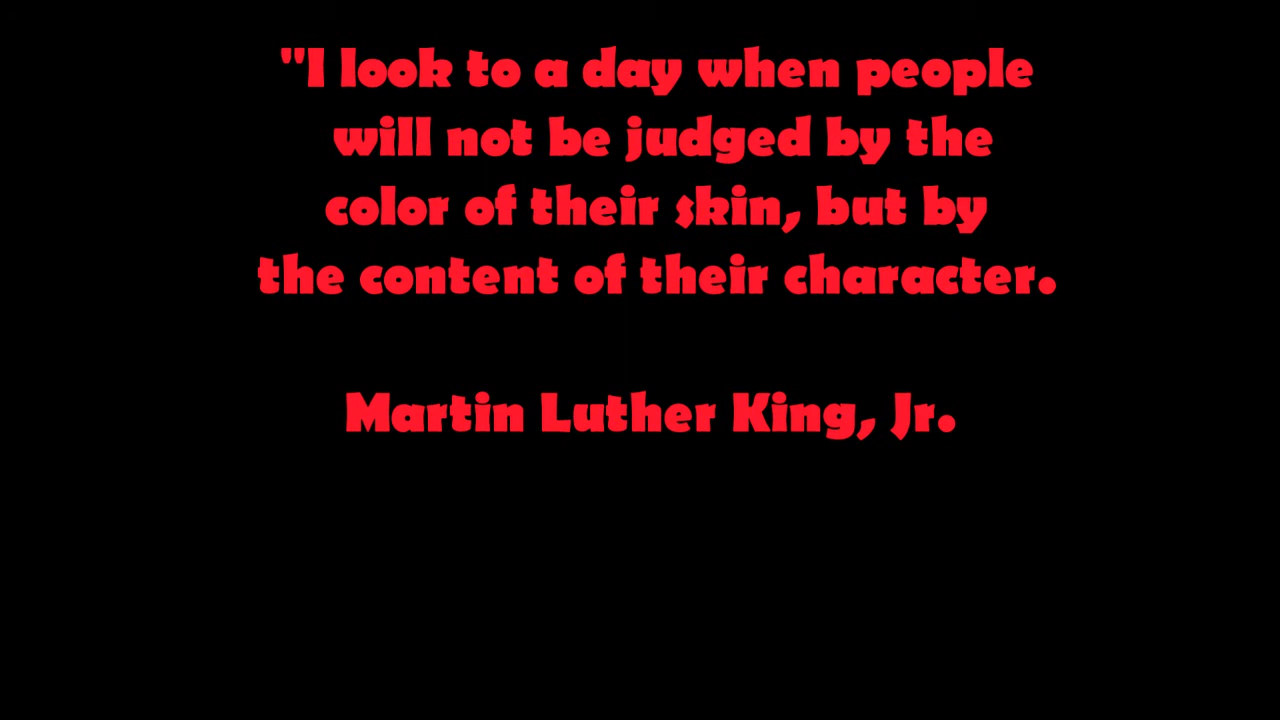 "I look to a day when people
will not be judged by the
color of their skin, but by
the content of their character.
Martin Luther King, Jr.